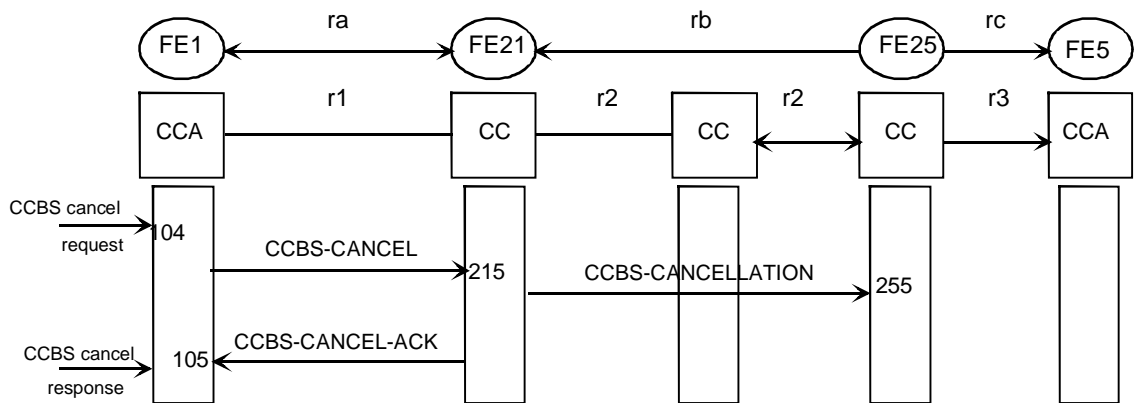 ra
rb
rc
FE1
FE21
FE25
FE5
r1
r2
r2
r3
CCA
CC
CC
CC
CCA
CCBS cancel
request
104
CCBS-CANCEL
215
CCBS-CANCELLATION
255
CCBS-CANCEL-ACK
CCBS cancel
response
105